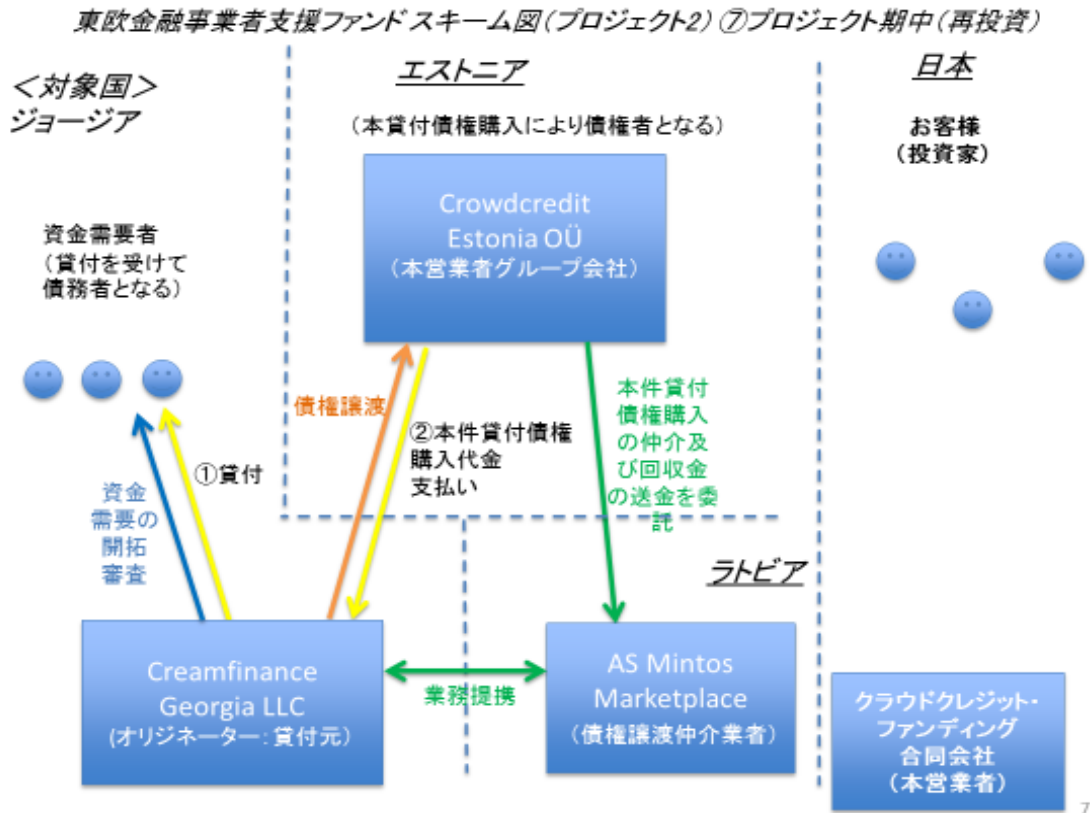 東欧金融事業者支援ファンド スキーム図(プロジェクト2) ⑦プロジェクト期中(再投資)
<対象国>
ジョージア
エストニア
日本
(本貸付債権購入により債権者となる)
お客様
(投資家)
Crowdcredit
Estonia OÜ
(本営業者グループ会社)
資金需要者
(貸付を受けて
債務者となる)
債権譲渡
②本件貸付債権
購入代金
支払い
本件貸付
債権購入
の仲介及
び回収金
の送金を委
託
①貸付
資金
需要の
開拓
審査
ラトビア
Creamfinance
Georgia LLC
(オリジネーター:貸付元)
業務提携
AS Mintos
Marketplace
(債権譲渡仲介業者)
クラウドクレジット・
ファンディング
合同会社
(本営業者)
7